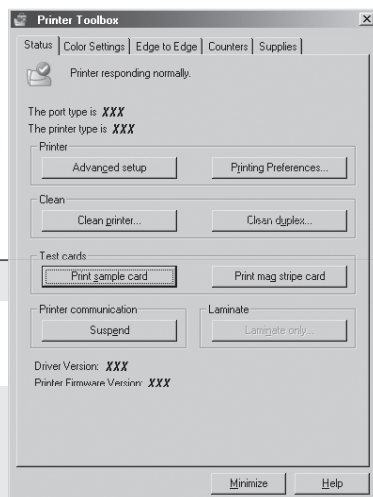 Printer Toolbox
Status Color Settings Edge to Edge Counters Supplies
Printer responding normally.
The port type is XXX
The printer type is XXX
Printer
Advanced setup Printing Preferences...
Clean
Clean printer... Clean duplex...
Test cards
Print sample card Print mag stripe card
Printer communication Laminate
Suspend Laminate only...
Driver Version: XXX
Printer Firmware Version: XXX
Minimize Help